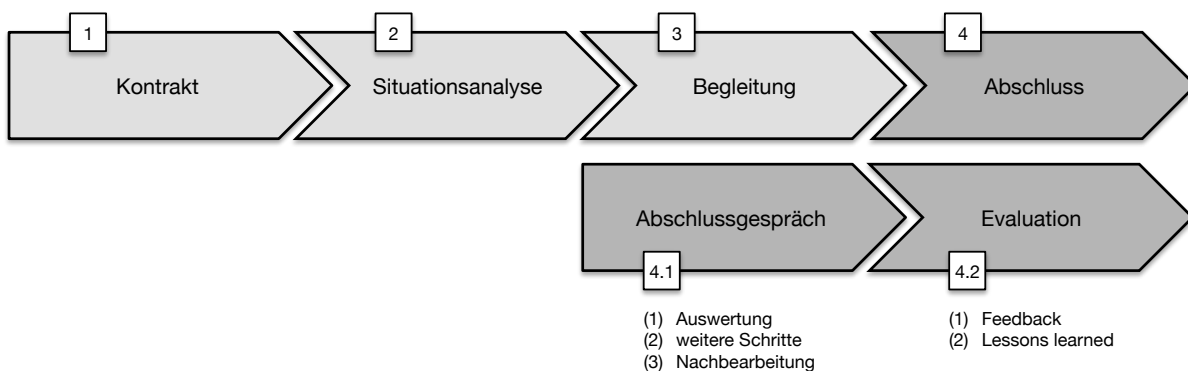 1
Kontrakt
2
Situationsanalyse
3
Begleitung
4
Abschluss
Abschlussgespräch
4.1
Evaluation
4.2
(1) Auswertung
(2) weitere Schritte
(3) Nachbearbeitung
(1) Feedback
(2) Lessons learned